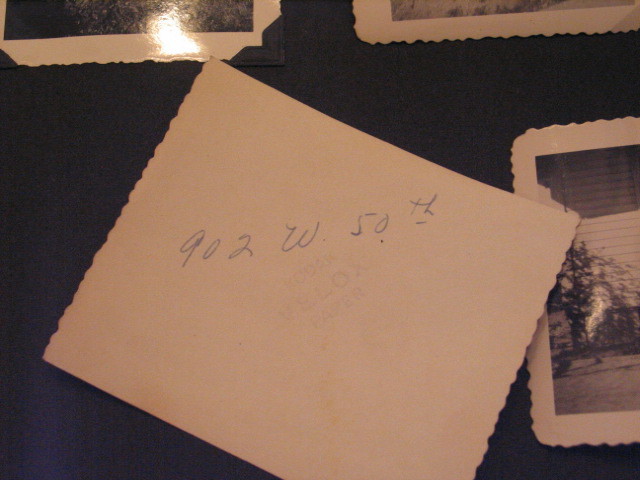 902 W. 50th
KODAK
VELOX
PAPER